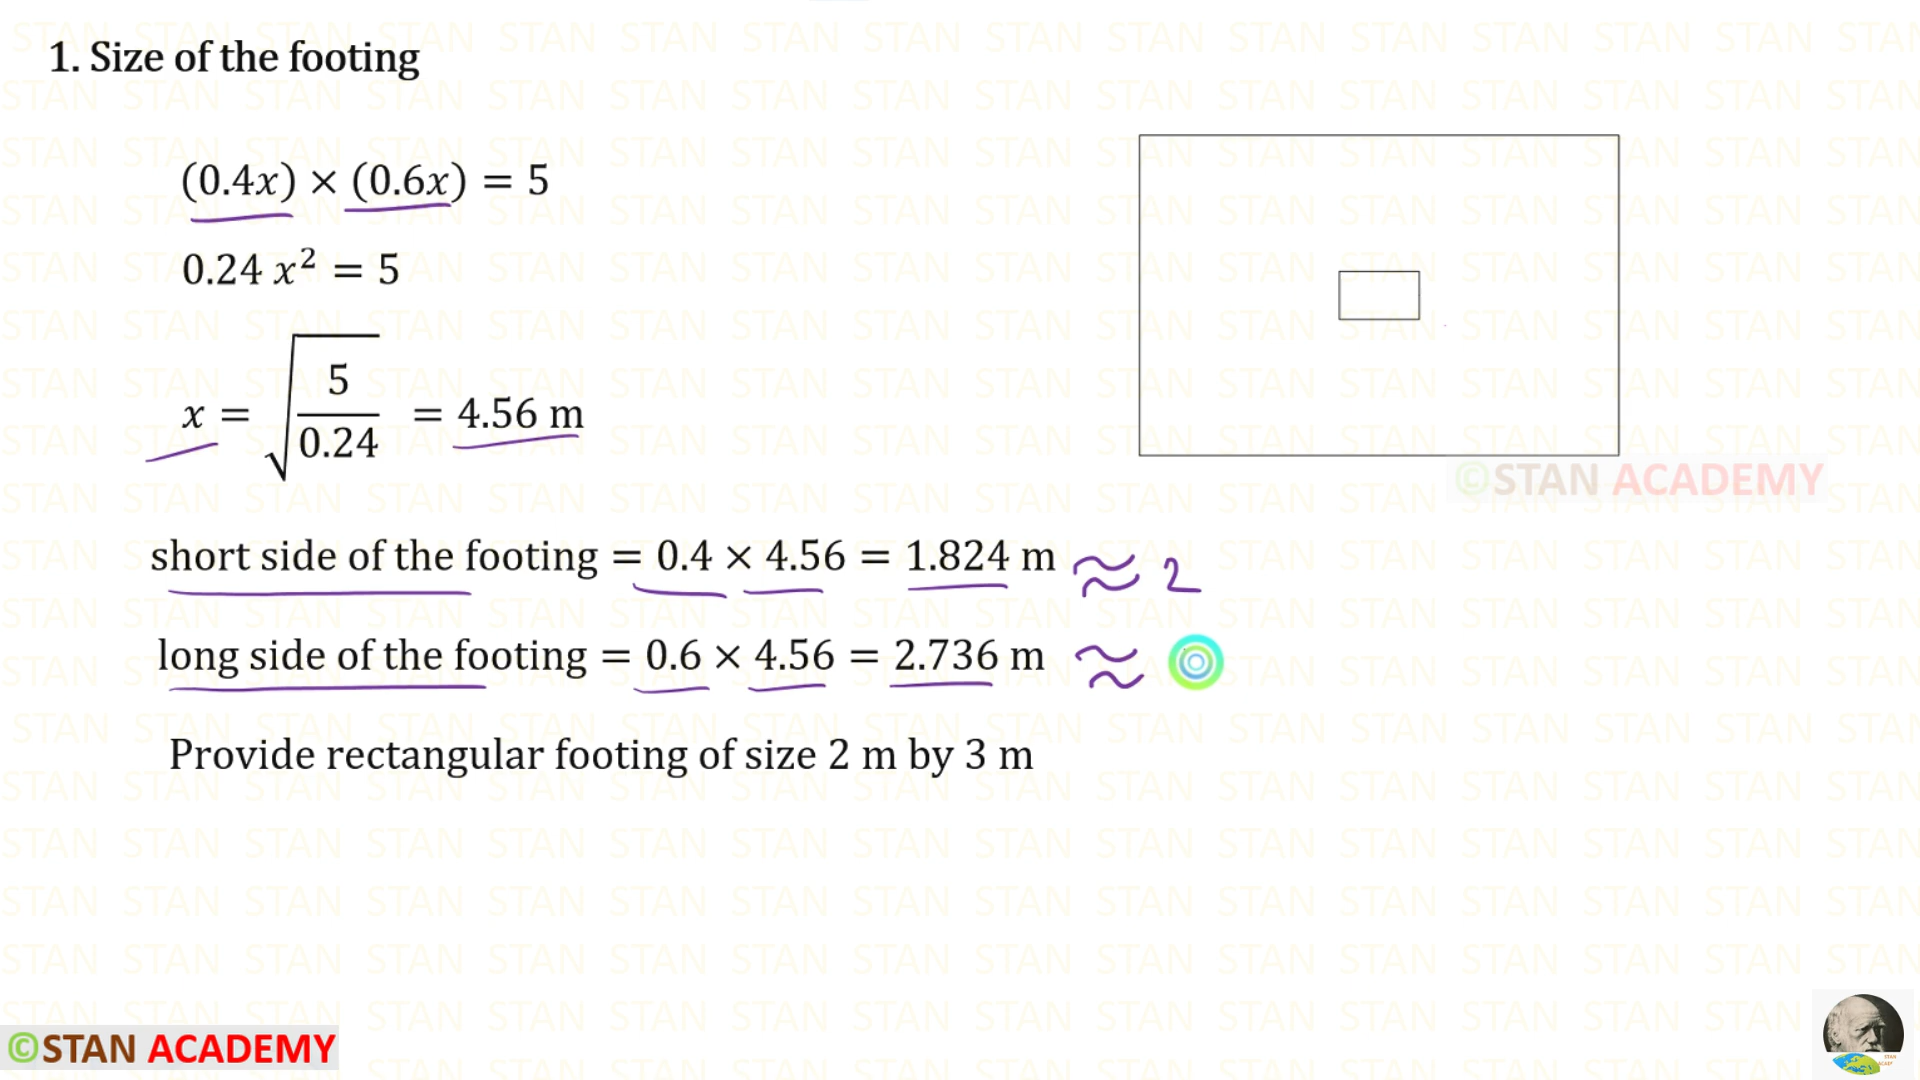 1. Size of the footing
(0.4x) × (0.6x) = 5
0.24 x² = 5
x = √(5/0.24) = 4.56 m
©STAN ACADEMY
short side of the footing = 0.4 × 4.56 = 1.824 m ≈ 2
long side of the footing = 0.6 × 4.56 = 2.736 m ≈
Provide rectangular footing of size 2 m by 3 m
©STAN ACADEMY